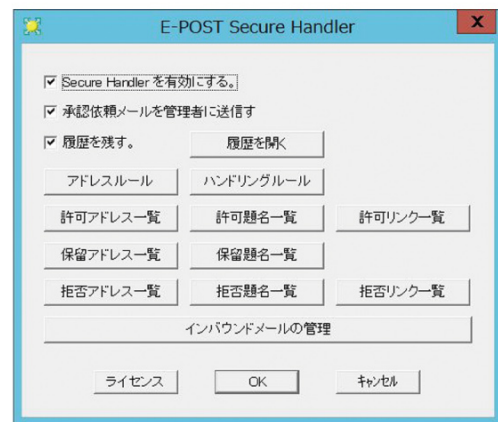 E-POST Secure Handler
x
Secure Handler を有効にする。
承認依頼メールを管理者に送信す
履歴を残す。 履歴を開く
アドレスルール ハンドリングルール
許可アドレス一覧 許可題名一覧 許可リンク一覧
保留アドレス一覧 保留題名一覧
拒否アドレス一覧 拒否題名一覧 拒否リンク一覧
インバウンドメールの管理
ライセンス OK キャンセル